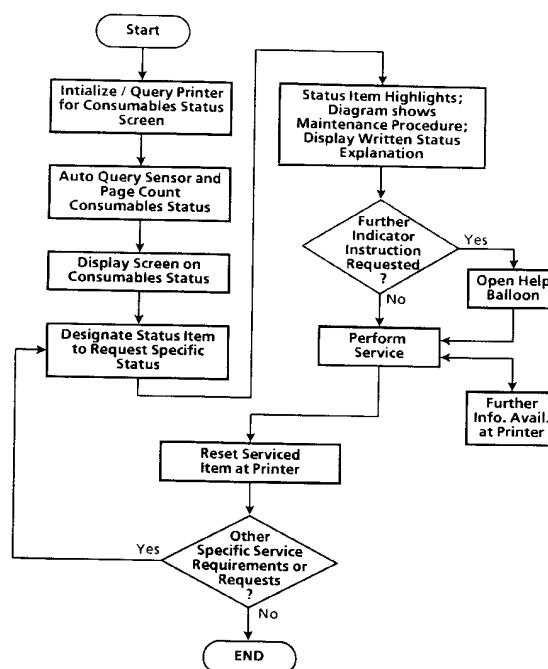 Start
Intialize / Query Printer
for Consumables Status
Screen
Auto Query Sensor and
Page Count
Consumables Status
Display Screen on
Consumables Status
Designate Status Item
to Request Specific
Status
Status Item Highlights;
Diagram shows
Maintenance Procedure;
Display Written Status
Explanation
Further
Indicator
Instruction
Requested
?
Yes
No
Open Help
Balloon
Perform
Service
Further
Info. Avail.
at Printer
Reset Serviced
Item at Printer
Other
Specific Service
Requirements or
Requests
?
Yes
No
END